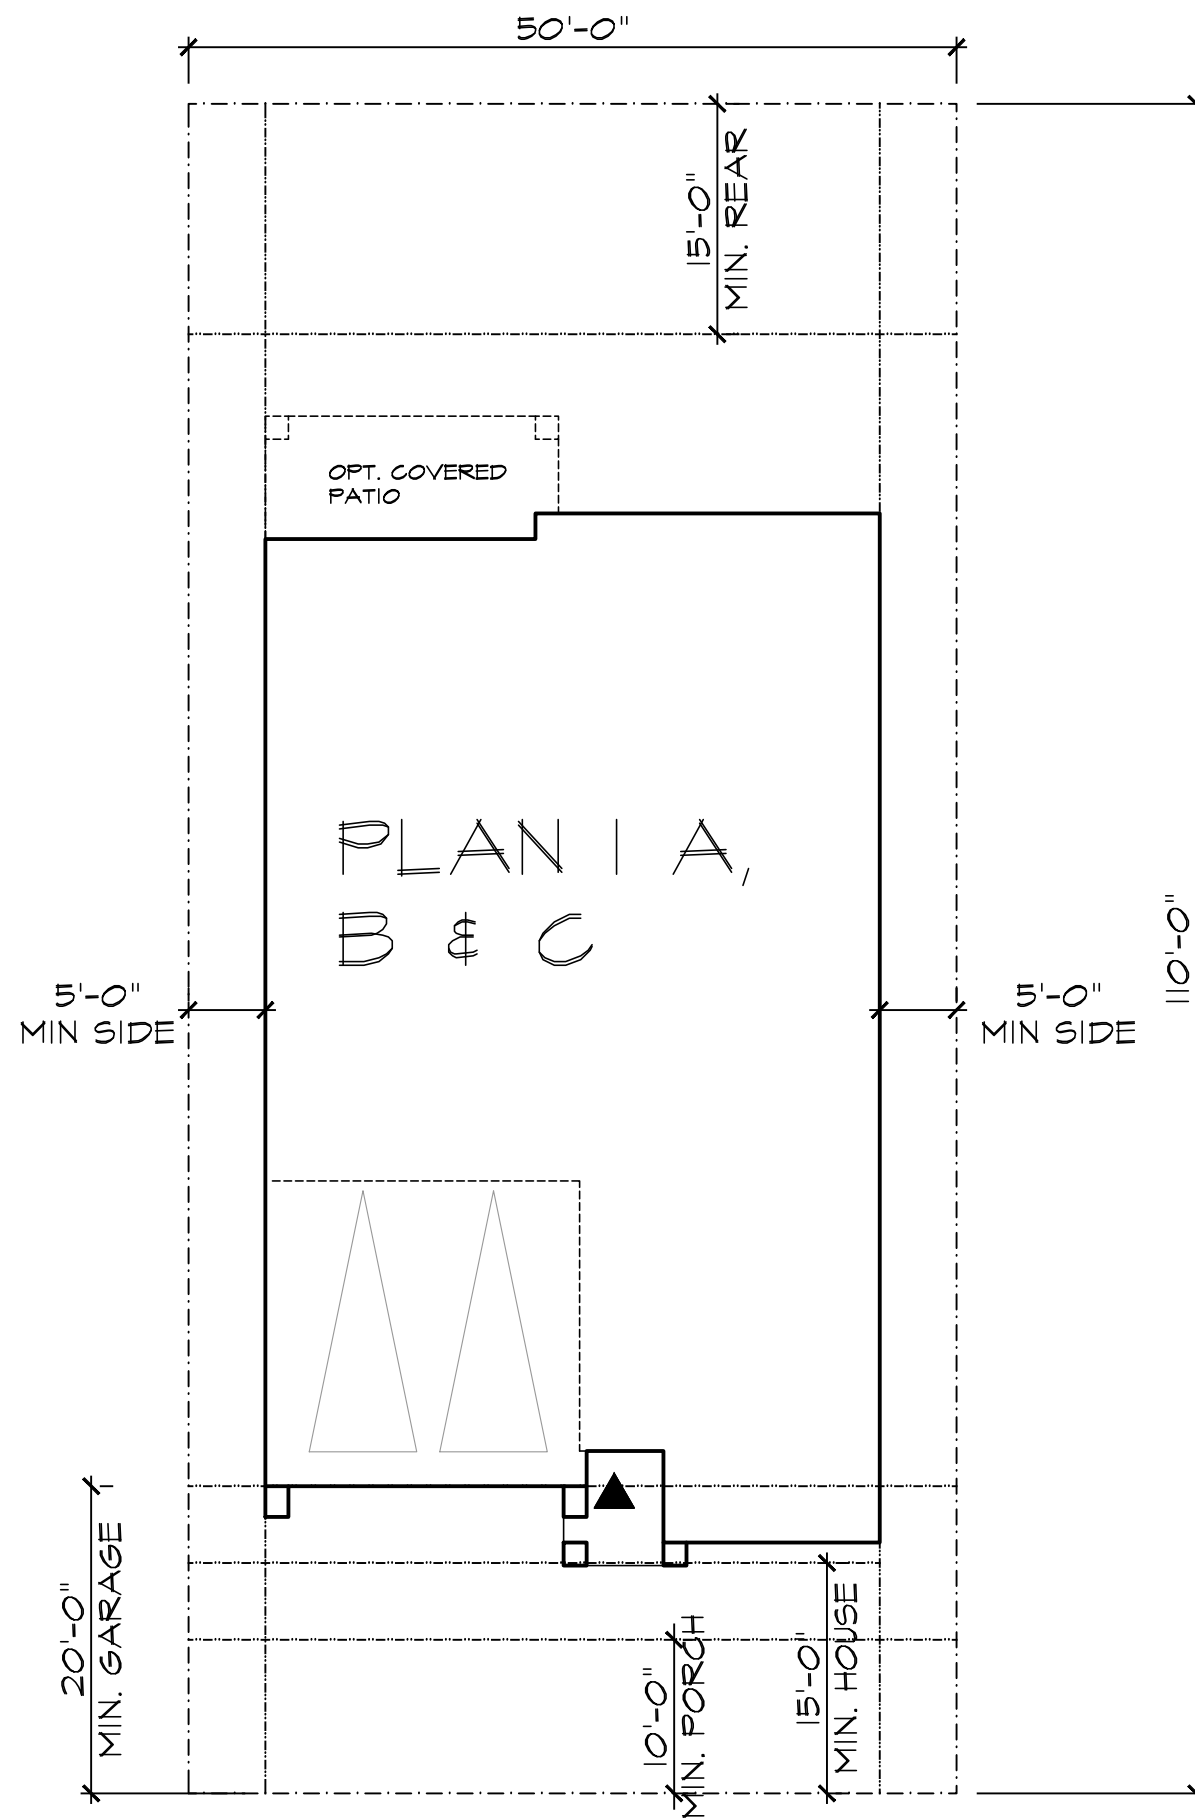 50'-0"
15'-0"
MIN. REAR
OPT. COVERED
PATIO
PLAN 1 A,
B & C
5'-0"
MIN SIDE
5'-0"
MIN SIDE
110'-0"
20'-0"
MIN. GARAGE
10'-0"
MIN. PORCH
15'-0"
MIN. HOUSE